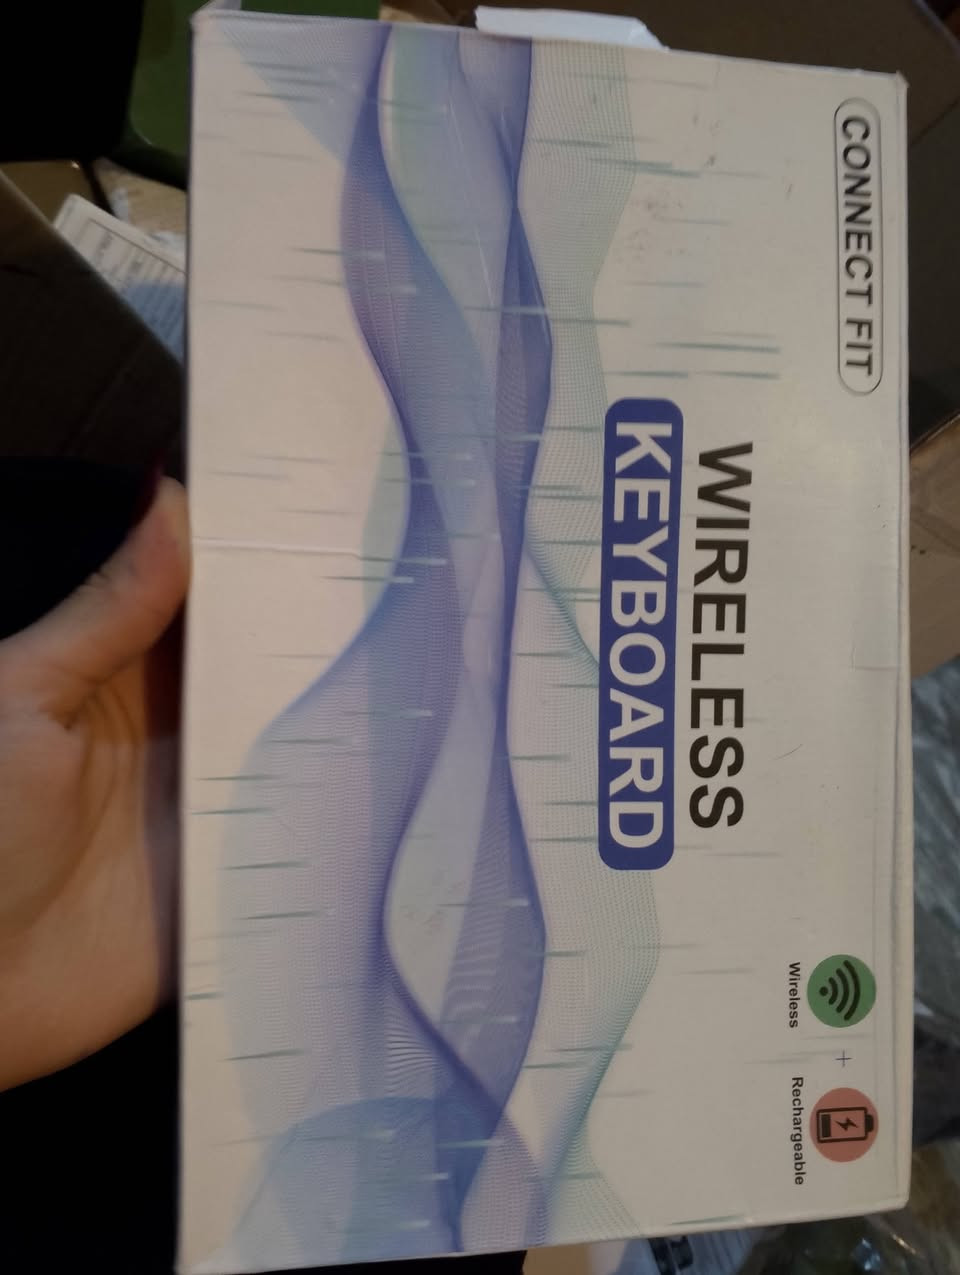 CONNECT FIT
WIRELESS
KEYBOARD
Wireless
+
Rechargeable